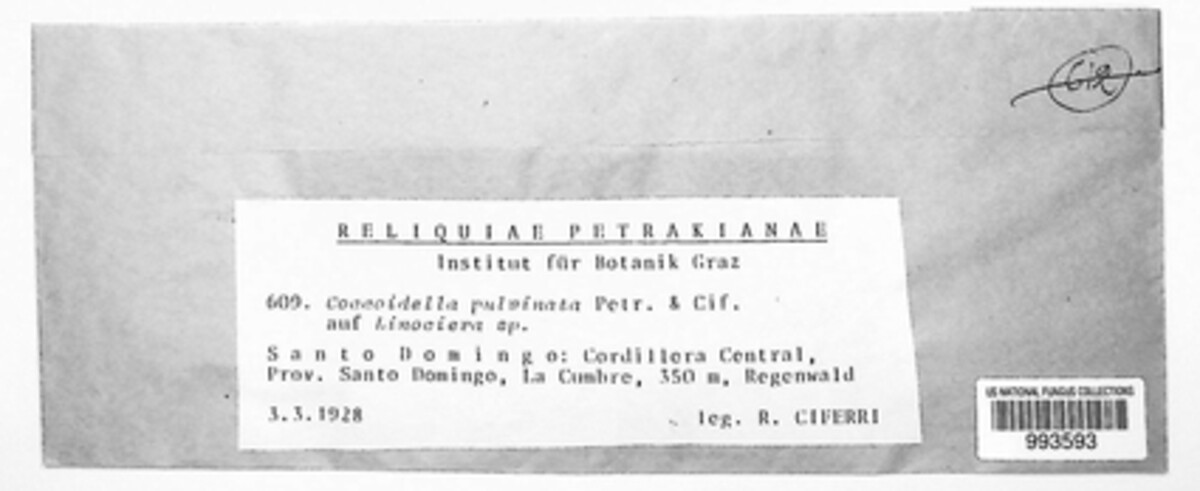 RELIQUIAE PETRAKIANAE
Institut für Botanik Graz
609. Coccoidella pulvinata Petr. & Cif.
auf Linociera sp.
Santo Domingo: Cordillera Central,
Prov. Santo Domingo, La Cumbre, 350 m, Regenwald
3.3.1928 leg. R. CIFERRI
US NATIONAL FUNGUS COLLECTIONS
993593